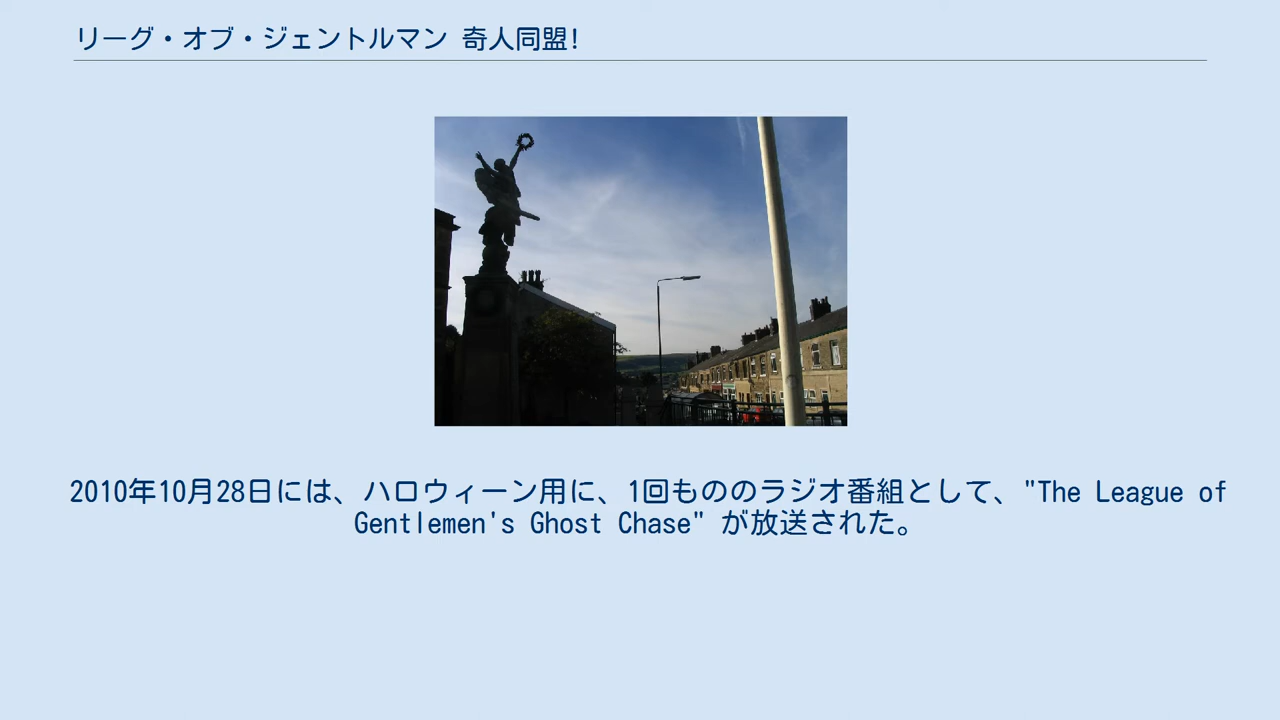 リーグ・オブ・ジェントルマン 奇人同盟!
2010年10月28日には、ハロウィーン用に、1回もののラジオ番組として、"The League of
Gentlemen's Ghost Chase" が放送された。